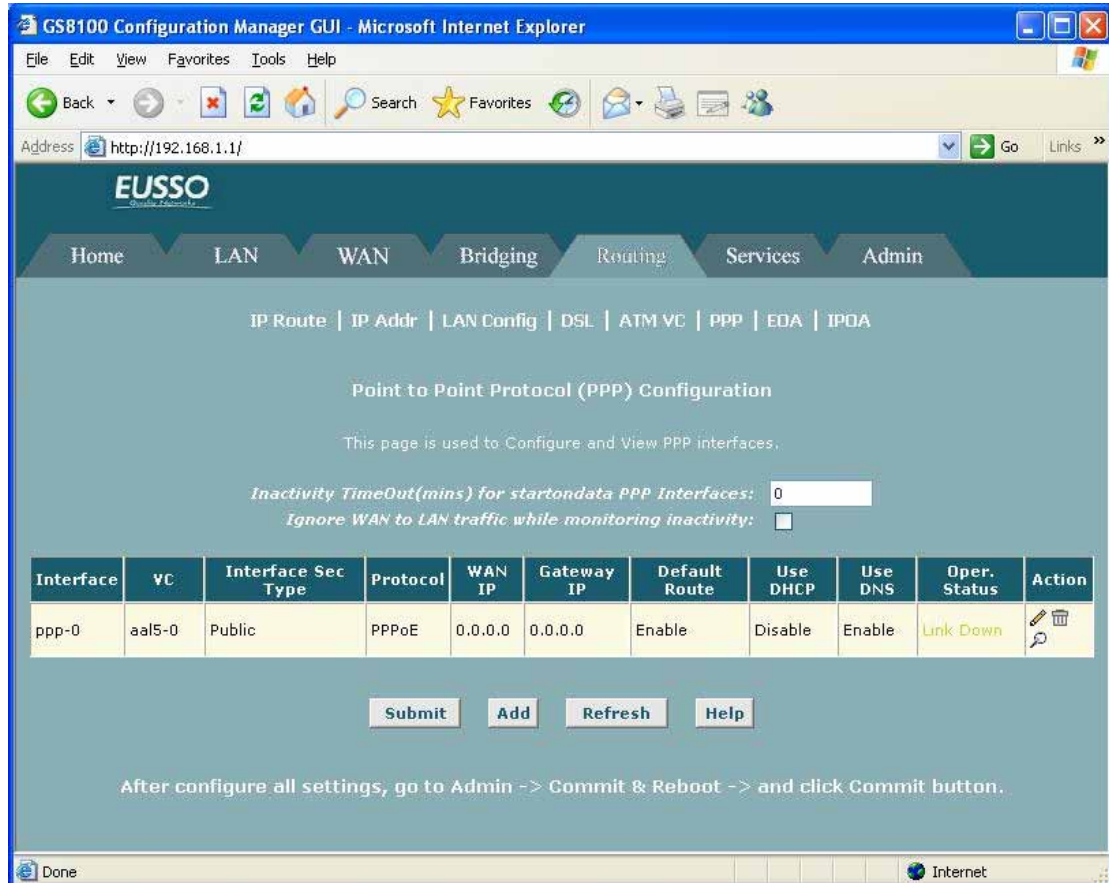 GS8100 Configuration Manager GUI - Microsoft Internet Explorer
File Edit View Favorites Tools Help
Back Search Favorites
Address http://192.168.1.1/ Go Links »
EUSSO
Quality Networks
Home LAN WAN Bridging Routing Services Admin
IP Route | IP Addr | LAN Config | DSL | ATM VC | PPP | EOA | IPOA
Point to Point Protocol (PPP) Configuration
This page is used to Configure and View PPP interfaces.
Inactivity TimeOut(mins) for startondata PPP Interfaces: 0
Ignore WAN to LAN traffic while monitoring inactivity:
Interface VC Interface Sec Type Protocol WAN IP Gateway IP Default Route Use DHCP Use DNS Oper. Status Action
ppp-0 aal5-0 Public PPPoE 0.0.0.0 0.0.0.0 Enable Disable Enable Link Down
Submit Add Refresh Help
After configure all settings, go to Admin -> Commit & Reboot -> and click Commit button.
Done Internet